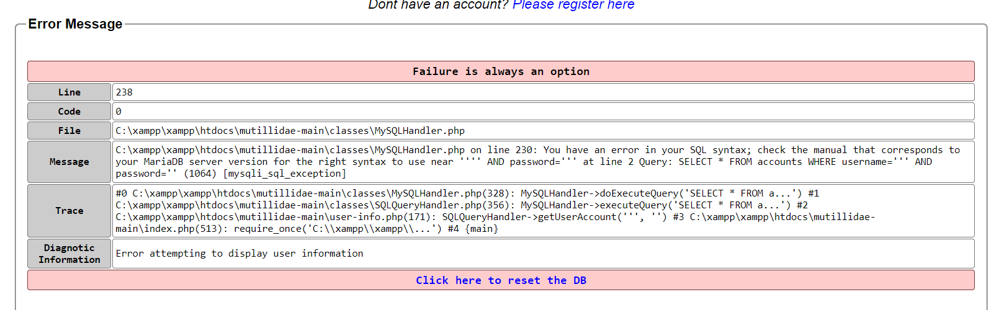 Dont have an account? Please register here
Error Message
Failure is always an option
Line 238
Code 0
File C:\xampp\xampp\htdocs\mutillidae-main\classes\MySQLHandler.php
Message
C:\xampp\xampp\htdocs\mutillidae-main\classes\MySQLHandler.php on line 230: You have an error in your SQL syntax; check the manual that corresponds to
your MariaDB server version for the right syntax to use near '''' AND password=''' at line 2 Query: SELECT * FROM accounts WHERE username=''' AND
password='' (1064) [mysqli_sql_exception]
Trace
#0 C:\xampp\xampp\htdocs\mutillidae-main\classes\MySQLHandler.php(328): MySQLHandler->doExecuteQuery('SELECT * FROM a...') #1
C:\xampp\xampp\htdocs\mutillidae-main\classes\SQLQueryHandler.php(356): MySQLHandler->executeQuery('SELECT * FROM a...') #2
C:\xampp\xampp\htdocs\mutillidae-main\user-info.php(171): SQLQueryHandler->getUserAccount(''', '') #3 C:\xampp\xampp\htdocs\mutillidae-
main\index.php(513): require_once('C:\\xampp\\xampp\\...') #4 {main}
Diagnostic
Information
Error attempting to display user information
Click here to reset the DB